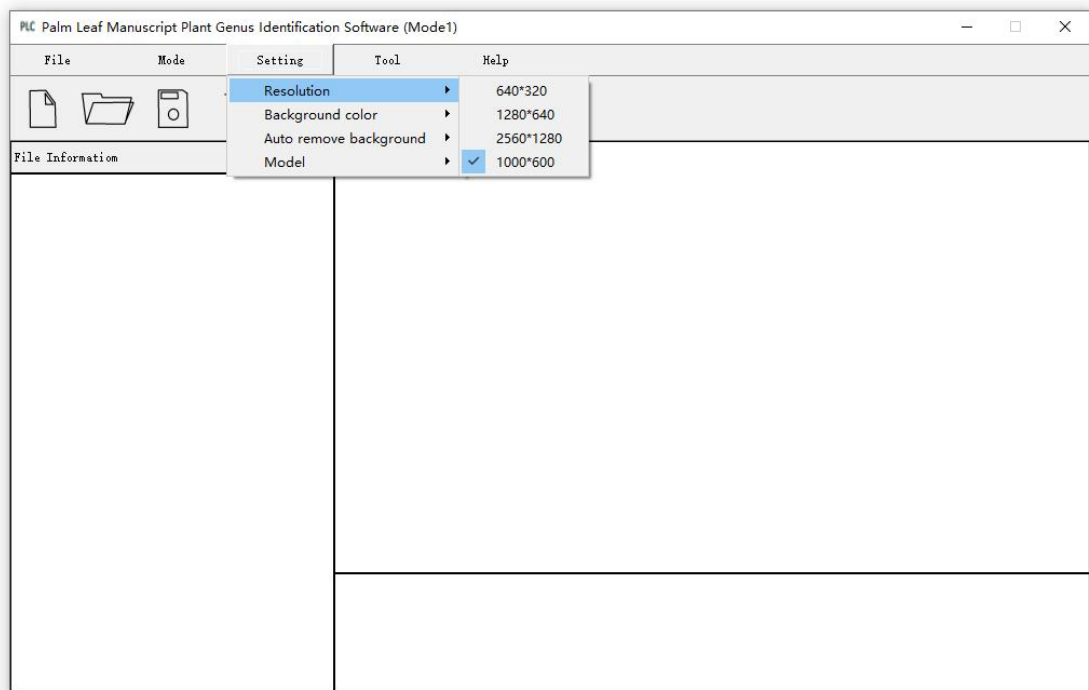 PLC Palm Leaf Manuscript Plant Genus Identification Software (Mode1)
File Mode Setting Tool Help
Resolution 640*320
Background color 1280*640
Auto remove background 2560*1280
Model 1000*600
File Information